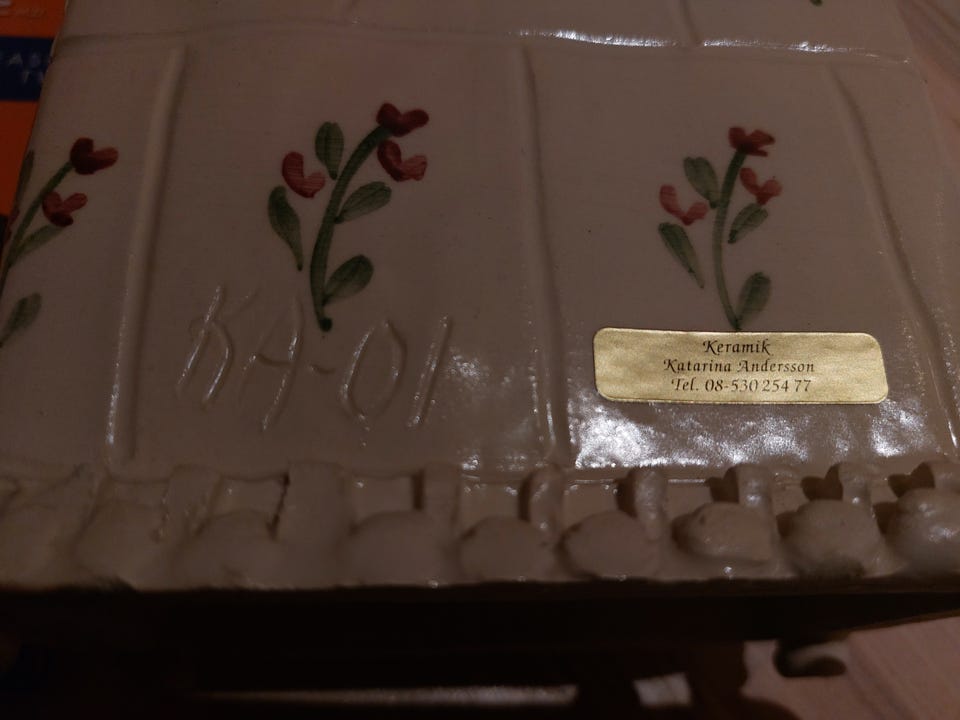 KA-01
Keramik
Katarina Andersson
Tel. 08-530 254 77